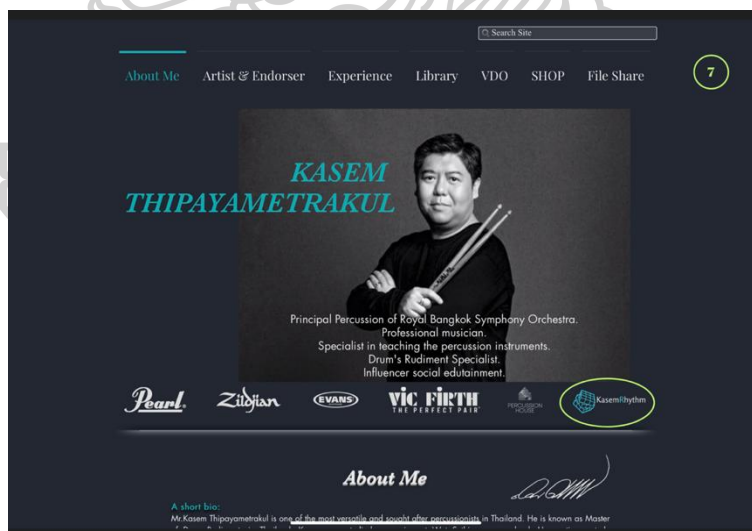 Search Site
About Me Artist & Endorser Experience Library VDO SHOP File Share
7
KASEM
THIPAYAMETRAKUL
Principal Percussion of Royal Bangkok Symphony Orchestra.
Professional musician.
Specialist in teaching the percussion instruments.
Drum's Rudiment Specialist.
Influencer social edutainment.
Pearl Zildjian EVANS VIC FIRTH PERCUSSION KasemRhythm
THE PERFECT PAIR HOUSE
About Me
A short bio:
Mr.Kasem Thipayametrakul is one of the most versatile and sought after percussionists in Thailand. He is known as Master